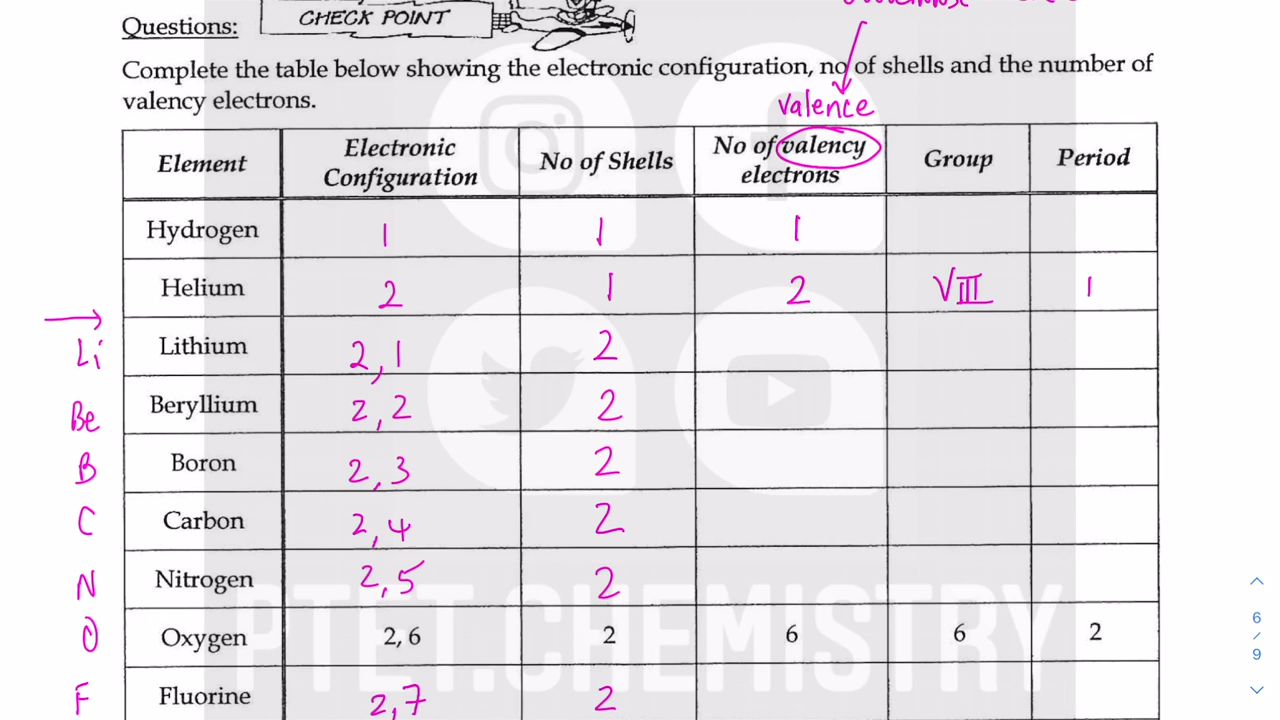 Questions:
CHECK POINT
Complete the table below showing the electronic configuration, no of shells and the number of
valency electrons.
valence
Element Electronic Configuration No of Shells No of valency electrons Group Period
Hydrogen 1 1 1
Helium 2 1 2 VIII 1
Li Lithium 2,1 2
Be Beryllium 2,2 2
B Boron 2,3 2
C Carbon 2,4 2
N Nitrogen 2,5 2
O Oxygen 2, 6 2 6 6 2
F Fluorine 2,7 2
PTET.CHEMISTRY
6
/
9